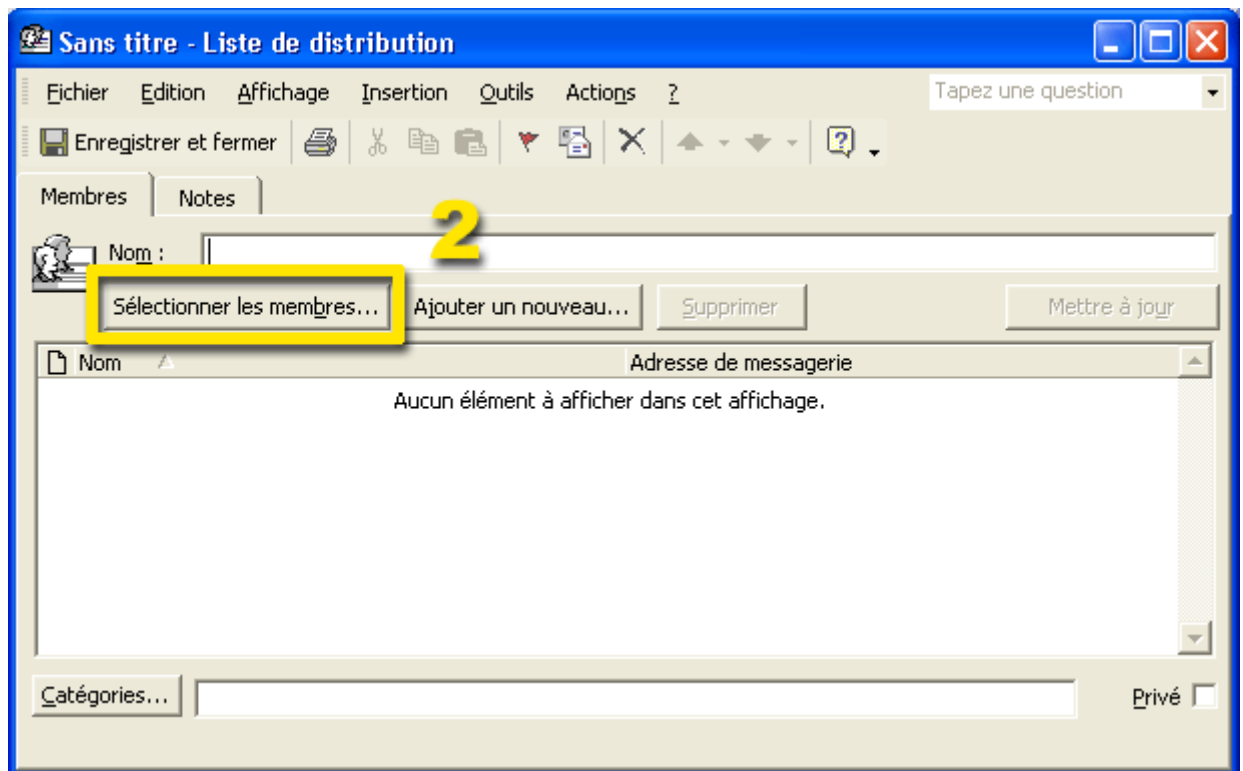 Sans titre - Liste de distribution
Fichier Edition Affichage Insertion Outils Actions ? Tapez une question
Enregistrer et fermer
Membres Notes
2
Nom :
Sélectionner les membres... Ajouter un nouveau... Supprimer Mettre à jour
Nom Adresse de messagerie
Aucun élément à afficher dans cet affichage.
Catégories... Privé